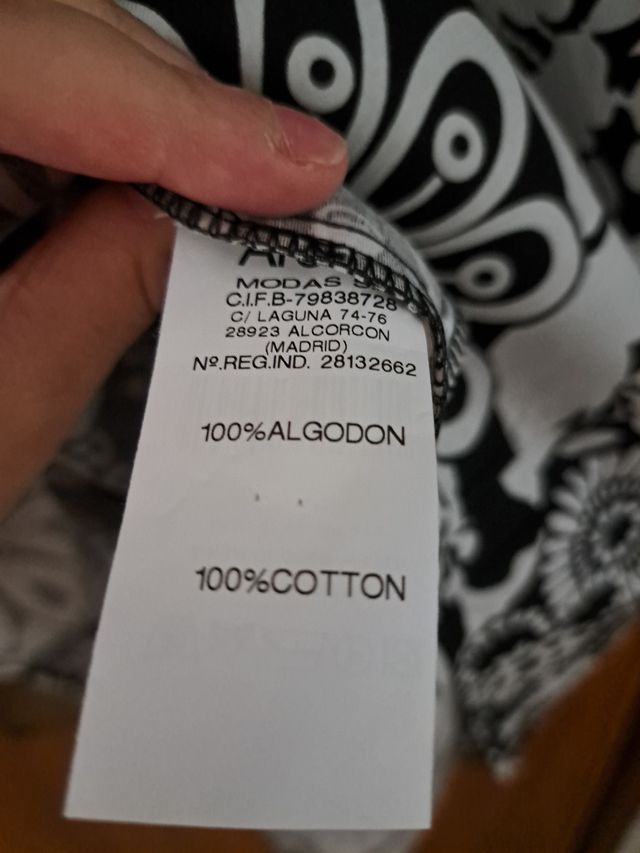 MODAS
C.I.F.B-79838728
C/ LAGUNA 74-76
28923 ALCORCON
(MADRID)
Nº.REG.IND. 28132662
100%ALGODON
100%COTTON